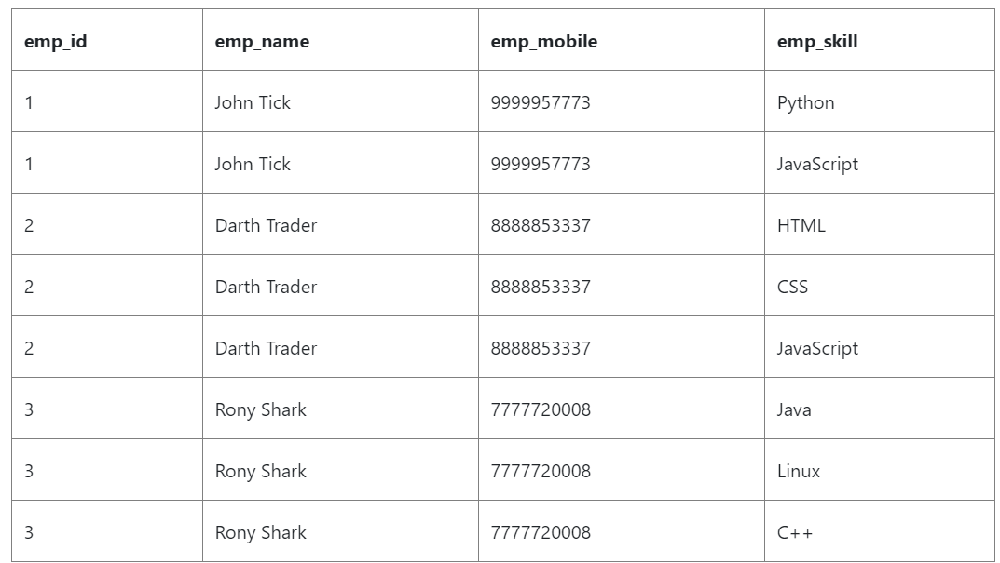 emp_id emp_name emp_mobile emp_skill
1 John Tick 9999957773 Python
1 John Tick 9999957773 JavaScript
2 Darth Trader 8888853337 HTML
2 Darth Trader 8888853337 CSS
2 Darth Trader 8888853337 JavaScript
3 Rony Shark 7777720008 Java
3 Rony Shark 7777720008 Linux
3 Rony Shark 7777720008 C++